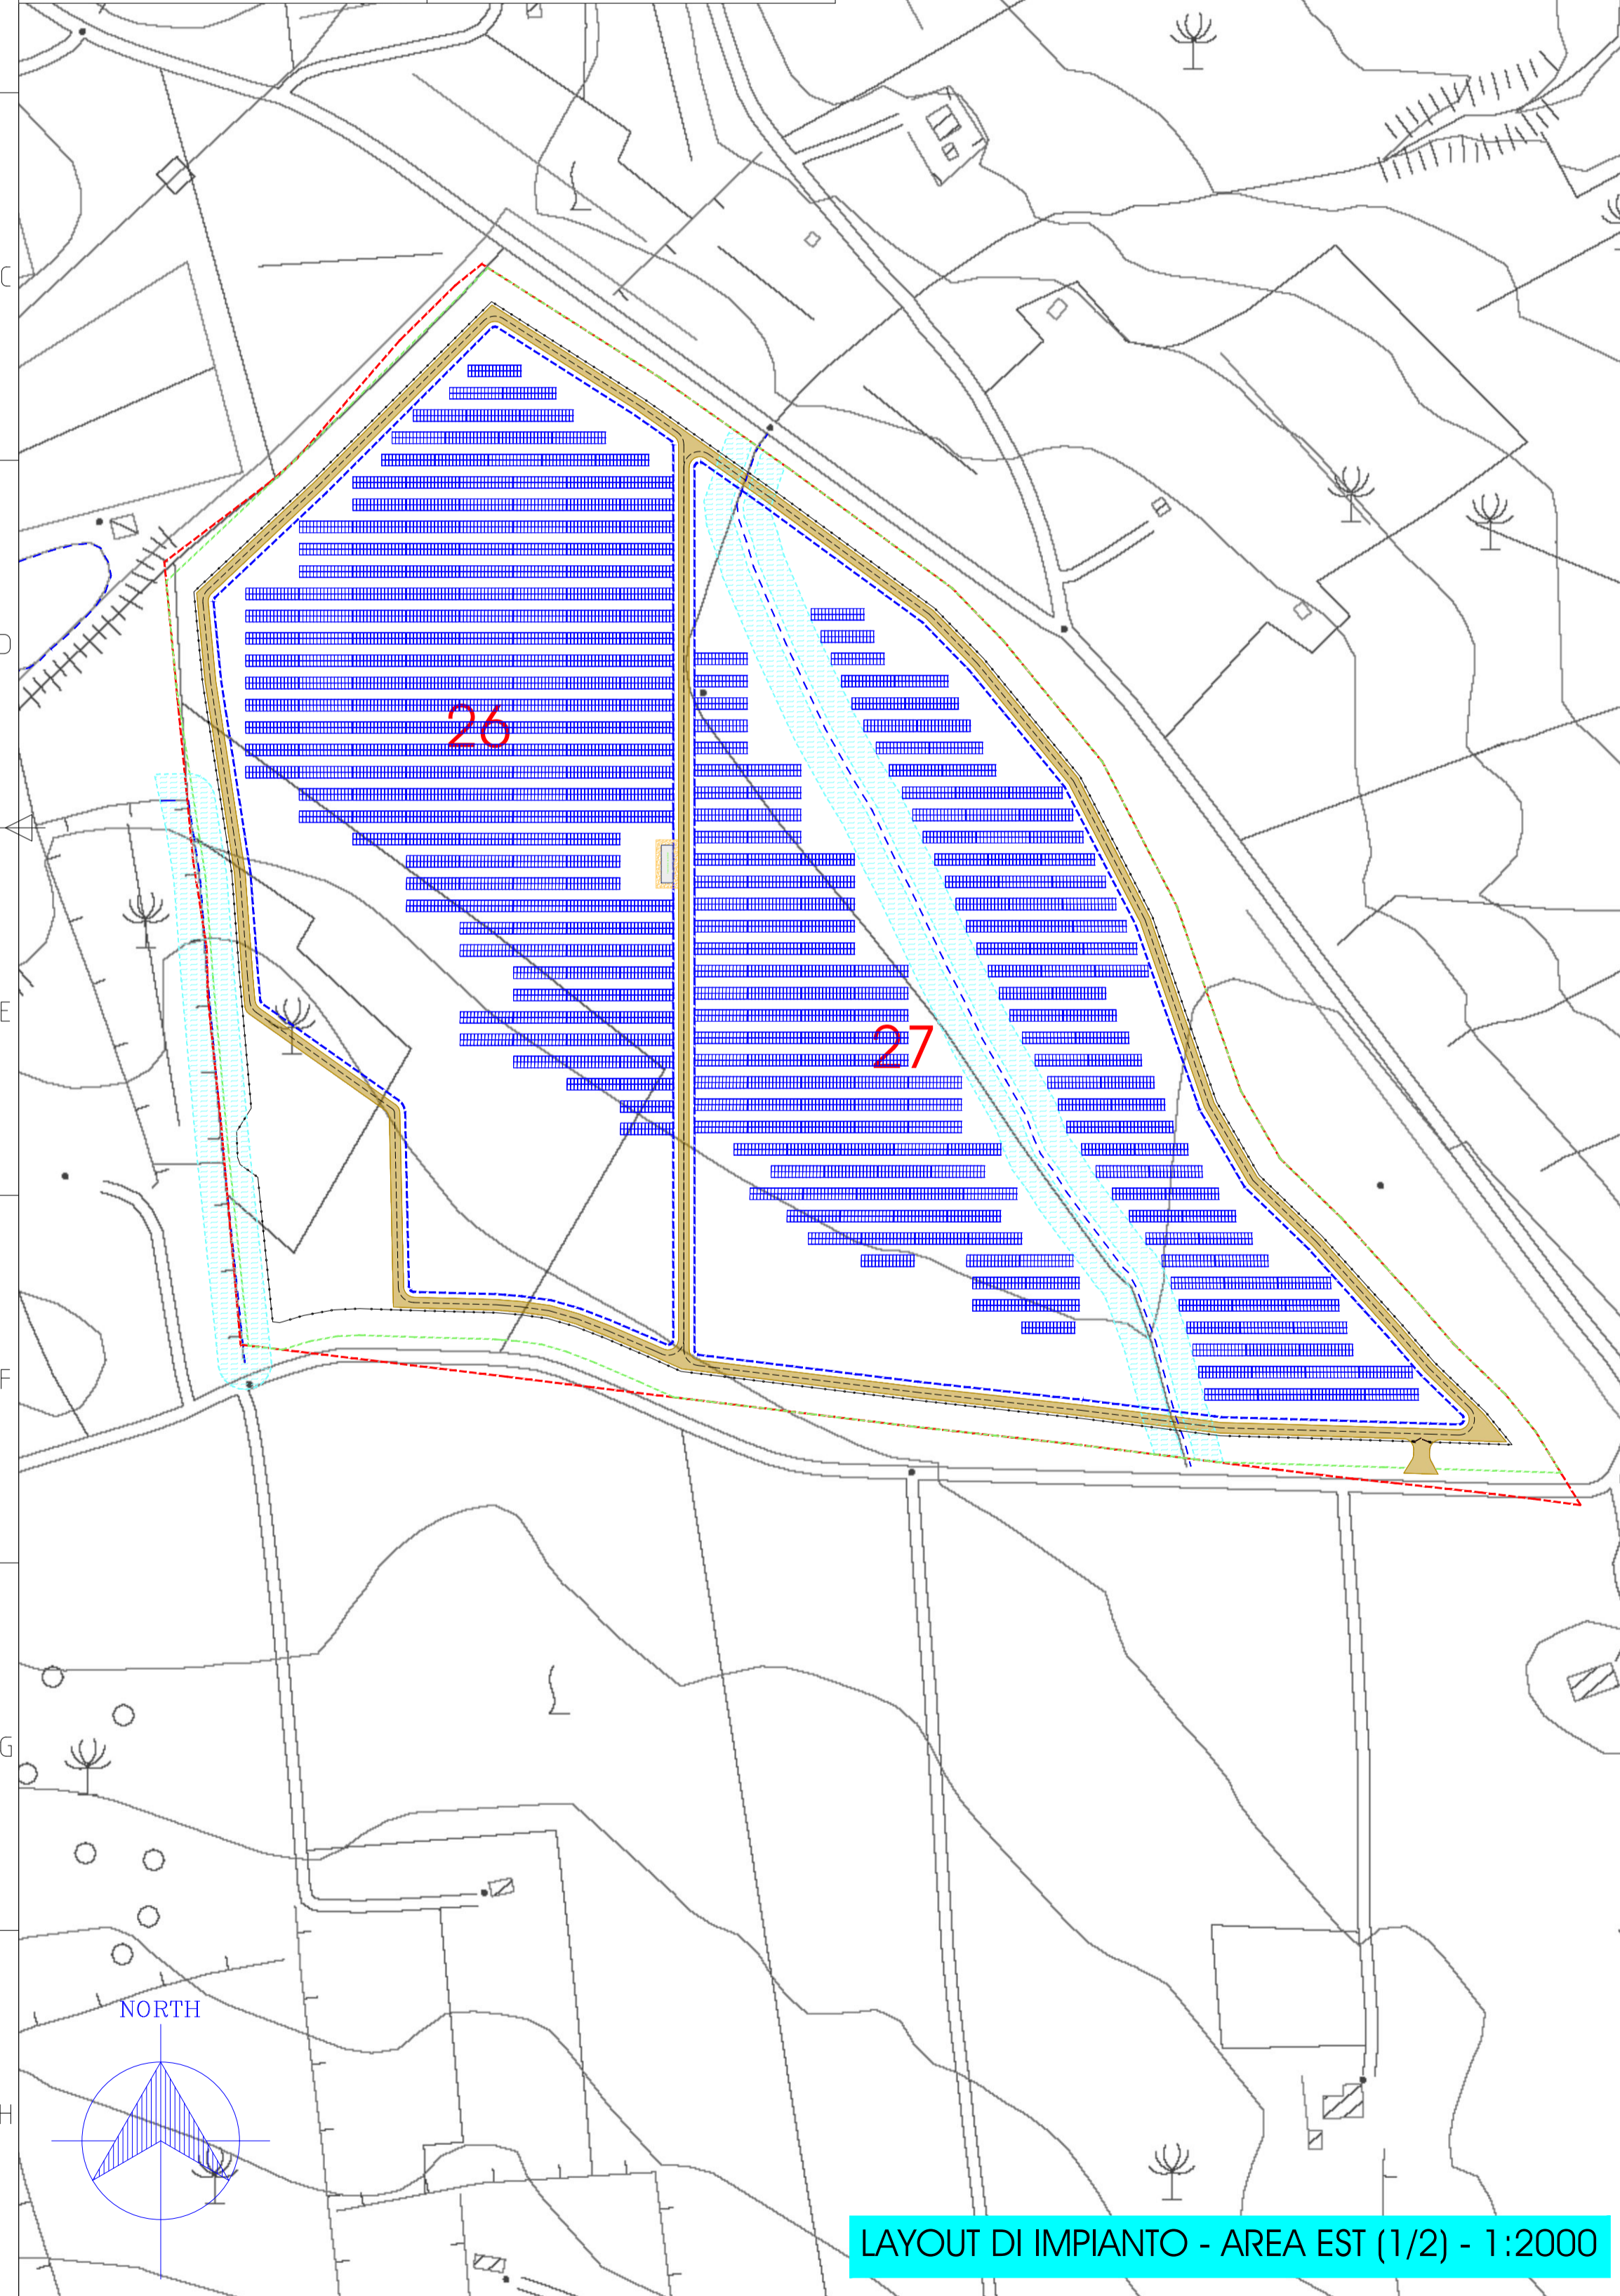 C
D
26
E
27
F
G
NORTH
H
LAYOUT DI IMPIANTO - AREA EST (1/2) - 1:2000